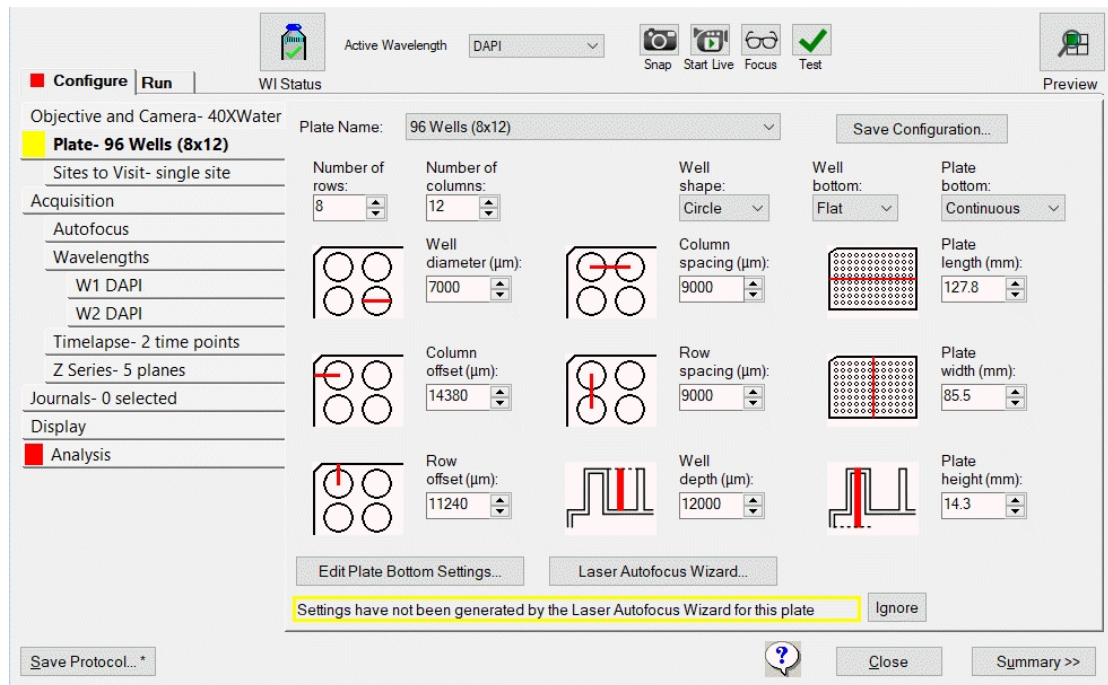 Active Wavelength DAPI
Snap Start Live Focus Test
Configure Run WI Status Preview
Objective and Camera- 40XWater
Plate- 96 Wells (8x12)
Sites to Visit- single site
Acquisition
Autofocus
Wavelengths
W1 DAPI
W2 DAPI
Timelapse- 2 time points
Z Series- 5 planes
Journals- 0 selected
Display
Analysis
Plate Name: 96 Wells (8x12) Save Configuration...
Number of rows:
8
Number of columns:
12
Well shape:
Circle
Well bottom:
Flat
Plate bottom:
Continuous
Well diameter (µm):
7000
Column spacing (µm):
9000
Plate length (mm):
127.8
Column offset (µm):
14380
Row spacing (µm):
9000
Plate width (mm):
85.5
Row offset (µm):
11240
Well depth (µm):
12000
Plate height (mm):
14.3
Edit Plate Bottom Settings... Laser Autofocus Wizard...
Settings have not been generated by the Laser Autofocus Wizard for this plate Ignore
Save Protocol... * ? Close Summary >>